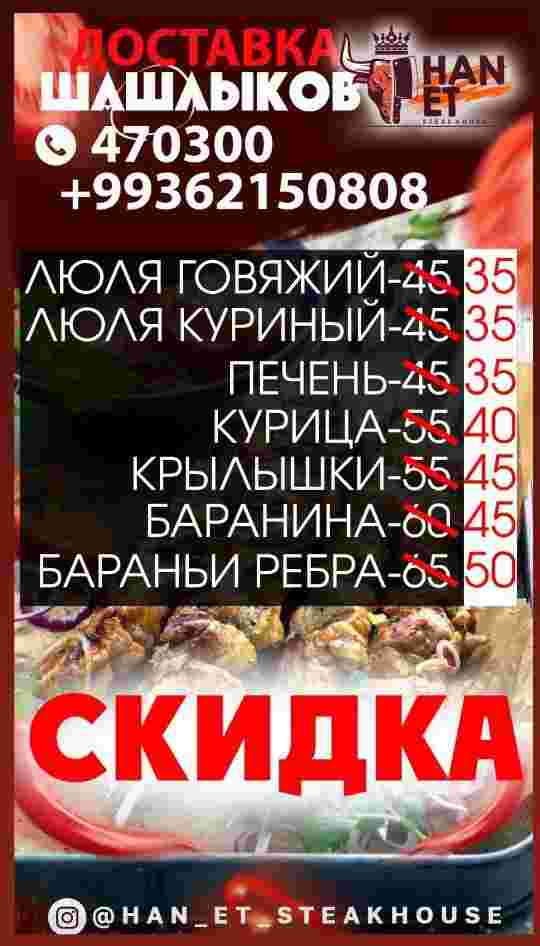 ДОСТАВКА
ШАШЛЫКОВ
HAN
ET
STEAKHOUSE
470300
+99362150808
ЛЮЛЯ ГОВЯЖИЙ-45 35
ЛЮЛЯ КУРИНЫЙ-45 35
ПЕЧЕНЬ-45 35
КУРИЦА-55 40
КРЫЛЫШКИ-55 45
БАРАНИНА-60 45
БАРАНЬИ РЕБРА-65 50
СКИДКА
@HAN_ET_STEAKHOUSE